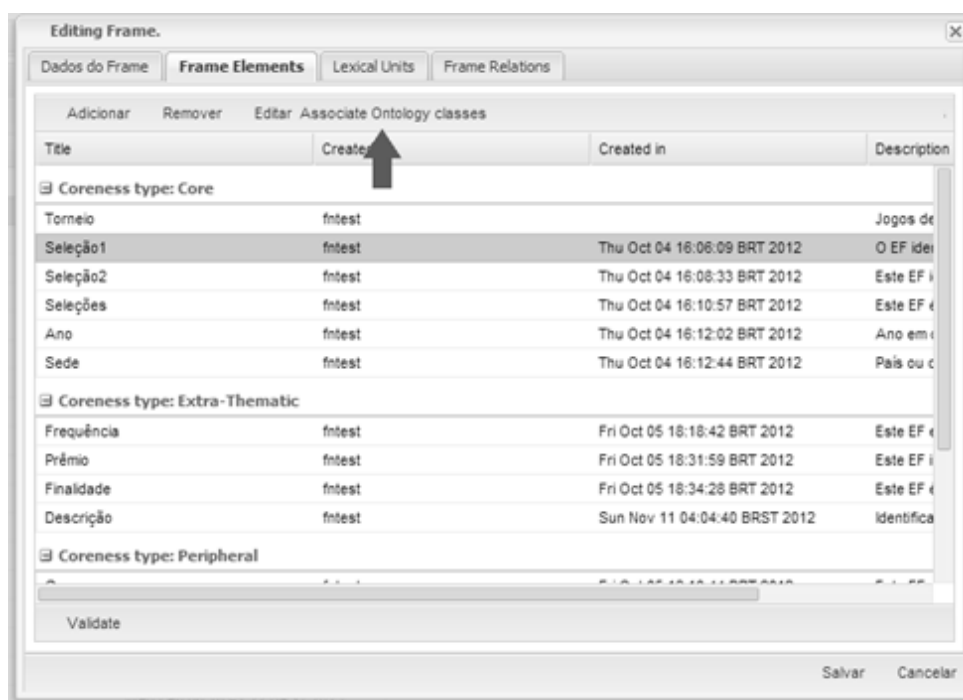 Editing Frame.
Dados do Frame Frame Elements Lexical Units Frame Relations
Adicionar Remover Editar Associate Ontology classes
Title Created in Description
Coreness type: Core
Torneio fntest Jogos de
Seleção1 fntest Thu Oct 04 16:06:09 BRT 2012 O EF
Seleção2 fntest Thu Oct 04 16:08:33 BRT 2012 Este EF
Seleções fntest Thu Oct 04 16:10:57 BRT 2012 Este EF
Ano fntest Thu Oct 04 16:12:02 BRT 2012 Ano em
Sede fntest Thu Oct 04 16:12:44 BRT 2012 País ou
Coreness type: Extra-Thematic
Frequência fntest Fri Oct 05 18:18:42 BRT 2012 Este EF
Prêmio fntest Fri Oct 05 18:31:59 BRT 2012 Este EF
Finalidade fntest Fri Oct 05 18:34:28 BRT 2012 Este EF
Descrição fntest Sun Nov 11 04:04:40 BRST 2012 Identifica
Coreness type: Peripheral
Validate
Salvar Cancelar